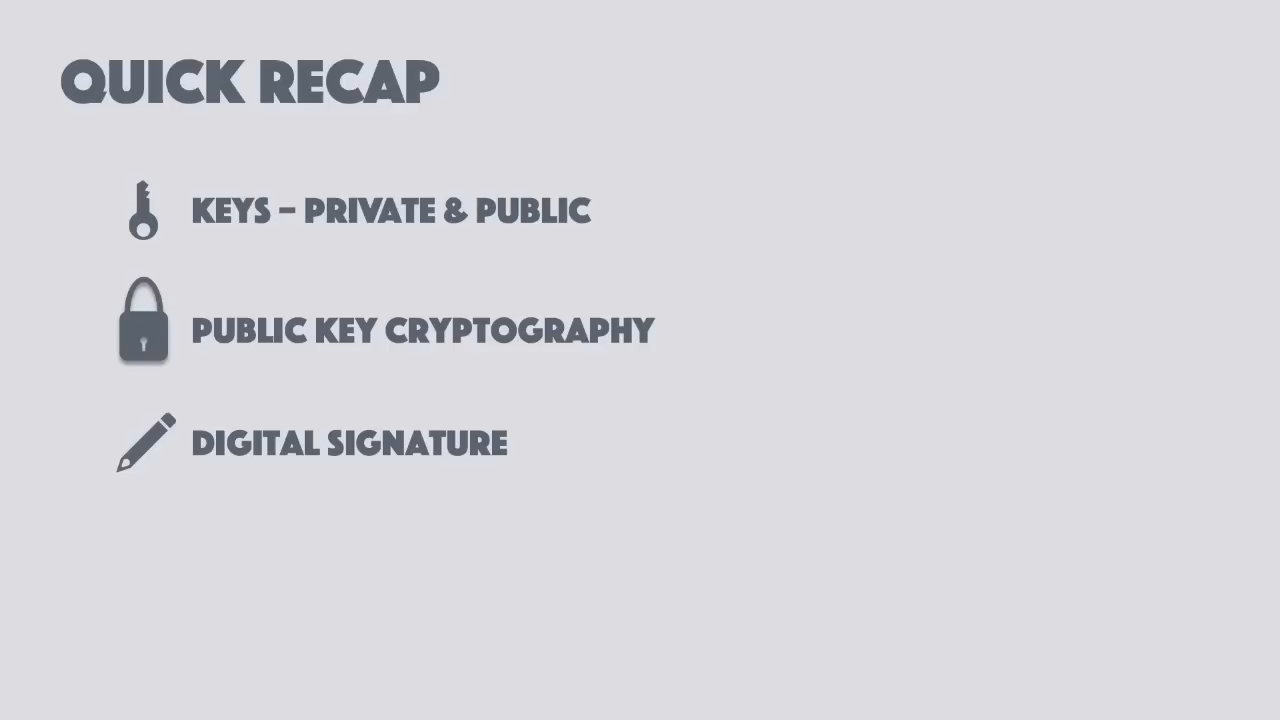 QUICK RECAP
KEYS – PRIVATE & PUBLIC
PUBLIC KEY CRYPTOGRAPHY
DIGITAL SIGNATURE